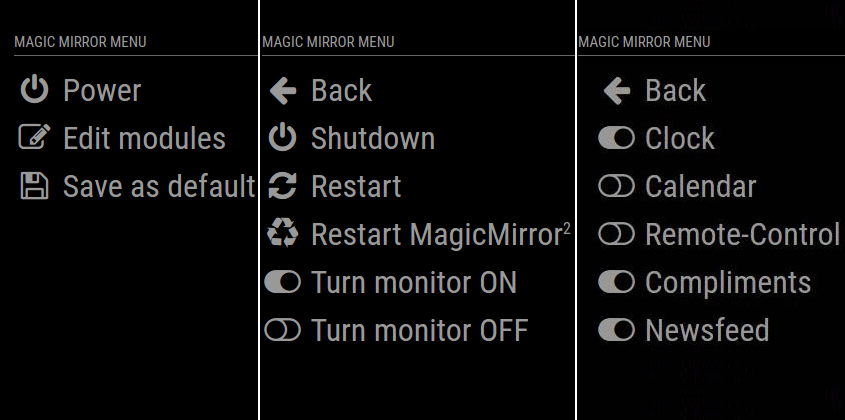 MAGIC MIRROR MENU
Power
Edit modules
Save as default
MAGIC MIRROR MENU
Back
Shutdown
Restart
Restart MagicMirror²
Turn monitor ON
Turn monitor OFF
MAGIC MIRROR MENU
Back
Clock
Calendar
Remote-Control
Compliments
Newsfeed